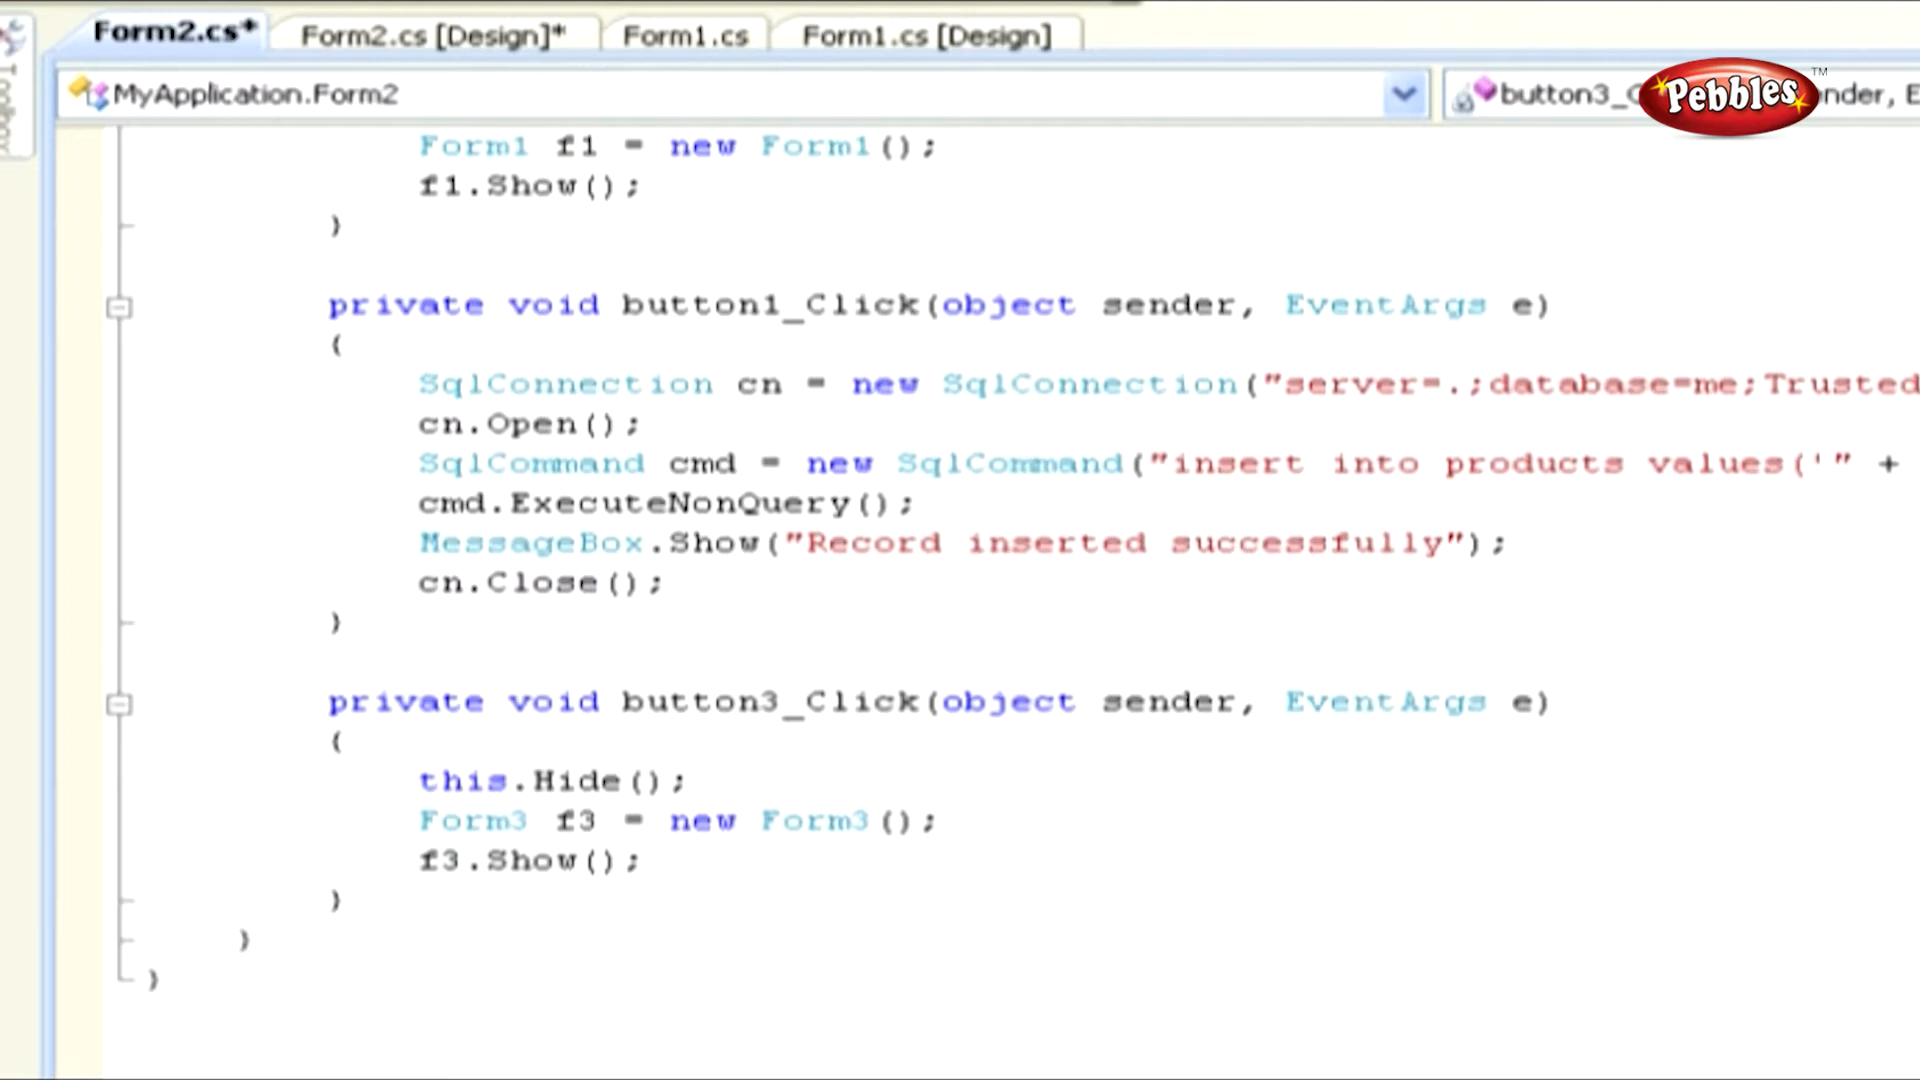 Form2.cs* Form2.cs [Design]* Form1.cs Form1.cs [Design]
Toolbox
MyApplication.Form2 button3_ nder, E
Pebbles TM
Form1 f1 = new Form1();
f1.Show();
}
private void button1_Click(object sender, EventArgs e)
{
SqlConnection cn = new SqlConnection("server=.;database=me;Trusted
cn.Open();
SqlCommand cmd = new SqlCommand("insert into products values('" +
cmd.ExecuteNonQuery();
MessageBox.Show("Record inserted successfully");
cn.Close();
}
private void button3_Click(object sender, EventArgs e)
{
this.Hide();
Form3 f3 = new Form3();
f3.Show();
}
}
}